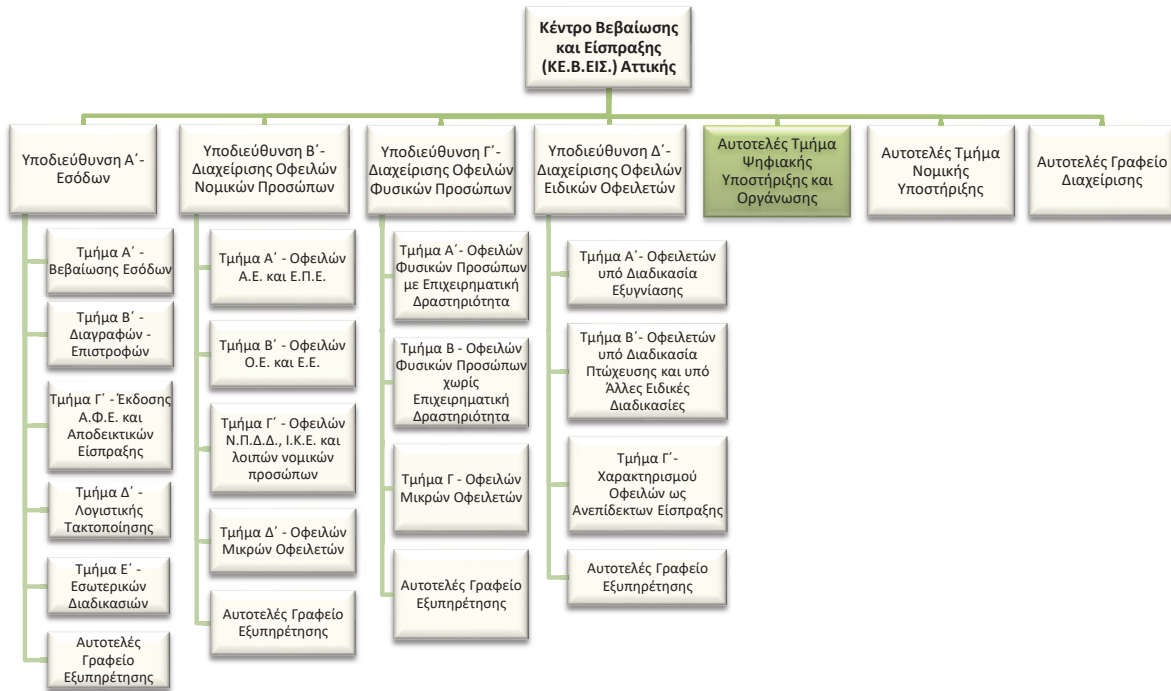 Κέντρο Βεβαίωσης
και Είσπραξης
(ΚΕ.Β.ΕΙΣ.) Αττικής
Υποδιεύθυνση Α΄-
Εσόδων
Υποδιεύθυνση Β΄-
Διαχείρισης Οφειλών
Νομικών Προσώπων
Υποδιεύθυνση Γ΄-
Διαχείρισης Οφειλών
Φυσικών Προσώπων
Υποδιεύθυνση Δ΄-
Διαχείρισης Οφειλών
Ειδικών Οφειλετών
Αυτοτελές Τμήμα
Ψηφιακής
Υποστήριξης και
Οργάνωσης
Αυτοτελές Τμήμα
Νομικής
Υποστήριξης
Αυτοτελές Γραφείο
Διαχείρισης
Τμήμα Α΄ -
Βεβαίωσης Εσόδων
Τμήμα Β΄ -
Διαγραφών -
Επιστροφών
Τμήμα Γ΄ - Έκδοσης
Α.Φ.Ε. και
Αποδεικτικών
Είσπραξης
Τμήμα Δ΄ -
Λογιστικής
Τακτοποίησης
Τμήμα Ε΄ -
Εσωτερικών
Διαδικασιών
Αυτοτελές
Γραφείο
Εξυπηρέτησης
Τμήμα Α΄ - Οφειλών
Α.Ε. και Ε.Π.Ε.
Τμήμα Β΄ - Οφειλών
Ο.Ε. και Ε.Ε.
Τμήμα Γ΄ - Οφειλών
Ν.Π.Δ.Δ., Ι.Κ.Ε. και
λοιπών νομικών
προσώπων
Τμήμα Δ΄ - Οφειλών
Μικρών Οφειλετών
Αυτοτελές Γραφείο
Εξυπηρέτησης
Τμήμα Α΄- Οφειλών
Φυσικών Προσώπων
με Επιχειρηματική
Δραστηριότητα
Τμήμα Β - Οφειλών
Φυσικών Προσώπων
χωρίς
Επιχειρηματική
Δραστηριότητα
Τμήμα Γ - Οφειλών
Μικρών Οφειλετών
Αυτοτελές Γραφείο
Εξυπηρέτησης
Τμήμα Α΄- Οφειλετών
υπό Διαδικασία
Εξυγνίασης
Τμήμα Β΄- Οφειλετών
υπό Διαδικασία
Πτώχευσης και υπό
Άλλες Ειδικές
Διαδικασίες
Τμήμα Γ΄-
Χαρακτηρισμού
Οφειλών ως
Ανεπίδεκτων Είσπραξης
Αυτοτελές Γραφείο
Εξυπηρέτησης